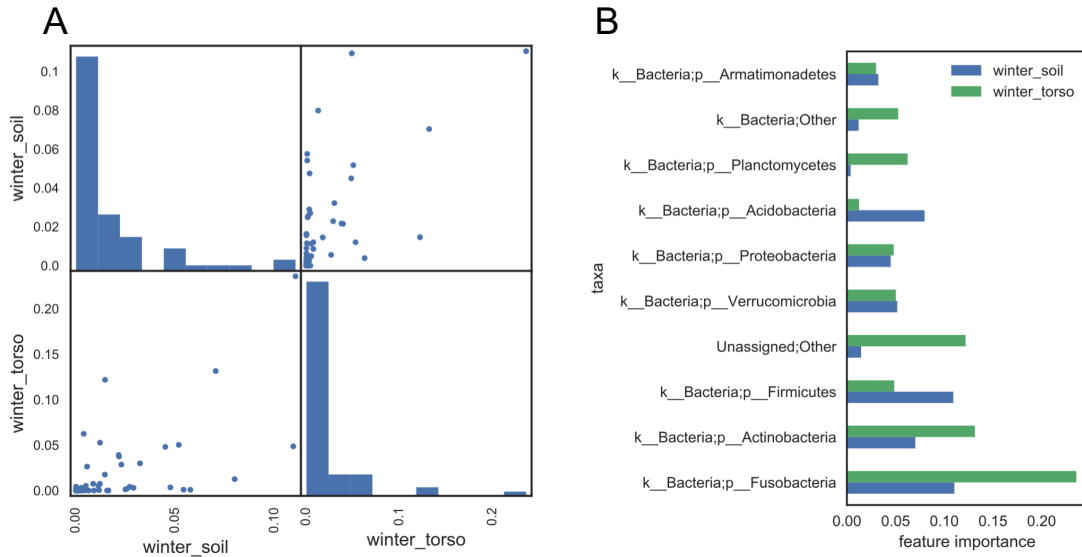 A
winter_soil
0.1
0.08
0.06
0.04
0.02
0.0
winter_torso
0.20
0.15
0.10
0.05
0.00
0.00
0.05
0.10
winter_soil
0.0
0.1
0.2
winter_torso
B
winter_soil
winter_torso
taxa
k__Bacteria;p__Armatimonadetes
k__Bacteria;Other
k__Bacteria;p__Planctomycetes
k__Bacteria;p__Acidobacteria
k__Bacteria;p__Proteobacteria
k__Bacteria;p__Verrucomicrobia
Unassigned;Other
k__Bacteria;p__Firmicutes
k__Bacteria;p__Actinobacteria
k__Bacteria;p__Fusobacteria
0.00 0.05 0.10 0.15 0.20
feature importance